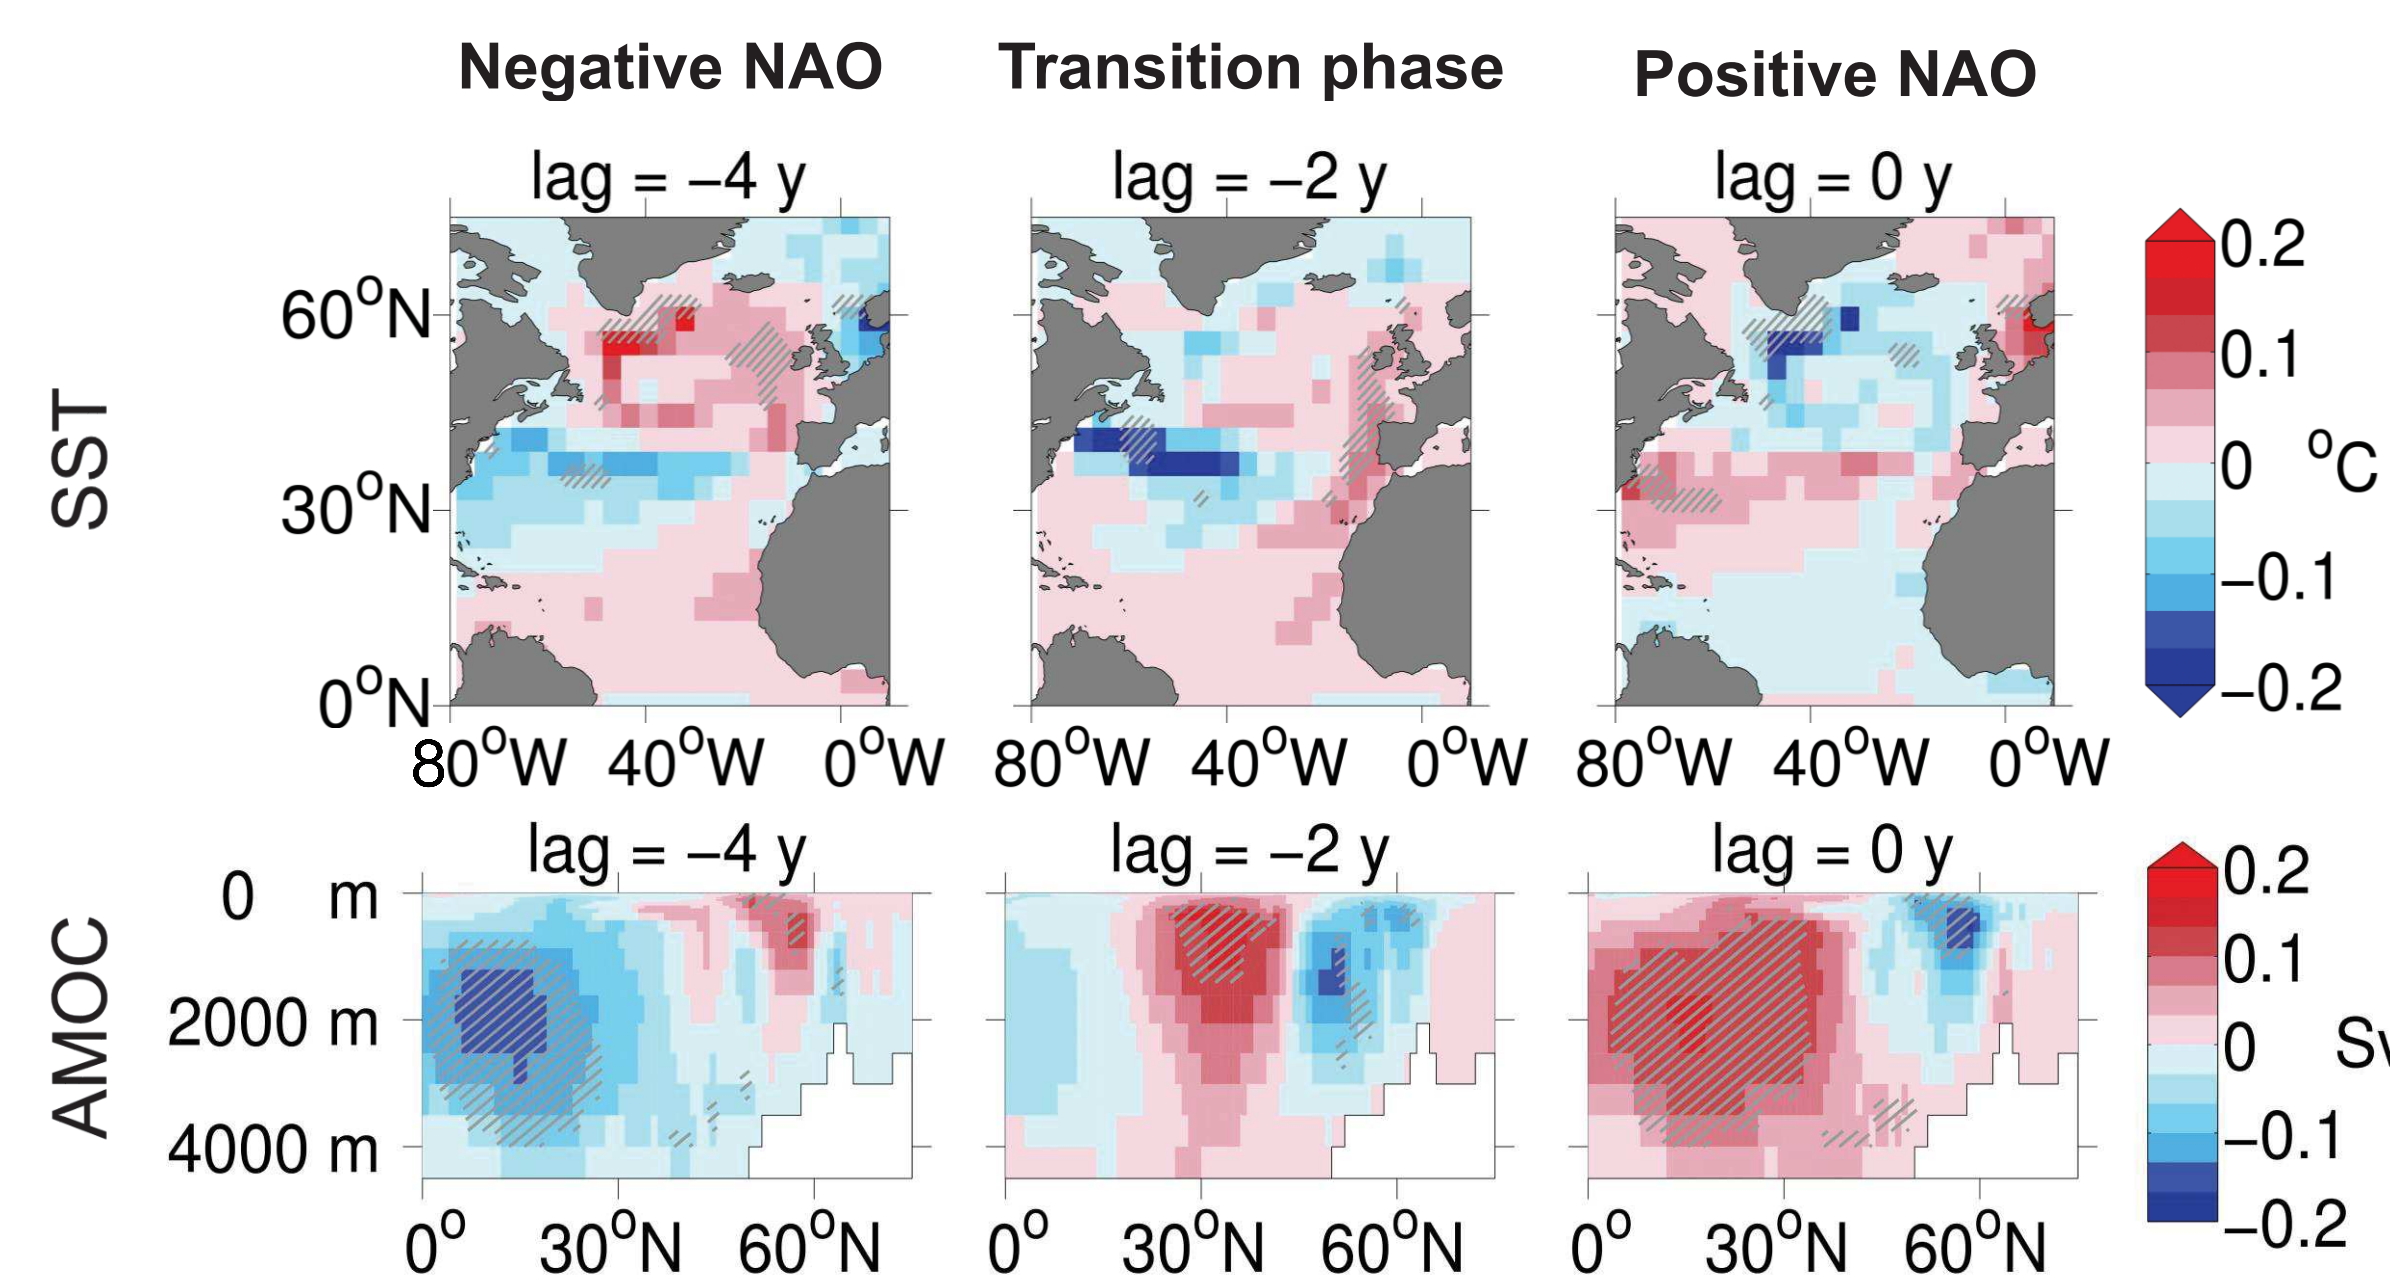 Negative NAO Transition phase Positive NAO
lag = −4 y lag = −2 y lag = 0 y
SST
60°N
30°N
0°N
80°W 40°W 0°W 80°W 40°W 0°W 80°W 40°W 0°W
0.2
0.1
0
−0.1
−0.2
°C
lag = −4 y lag = −2 y lag = 0 y
AMOC
0 m
2000 m
4000 m
0° 30°N 60°N 0° 30°N 60°N 0° 30°N 60°N
0.2
0.1
0
−0.1
−0.2
Sv